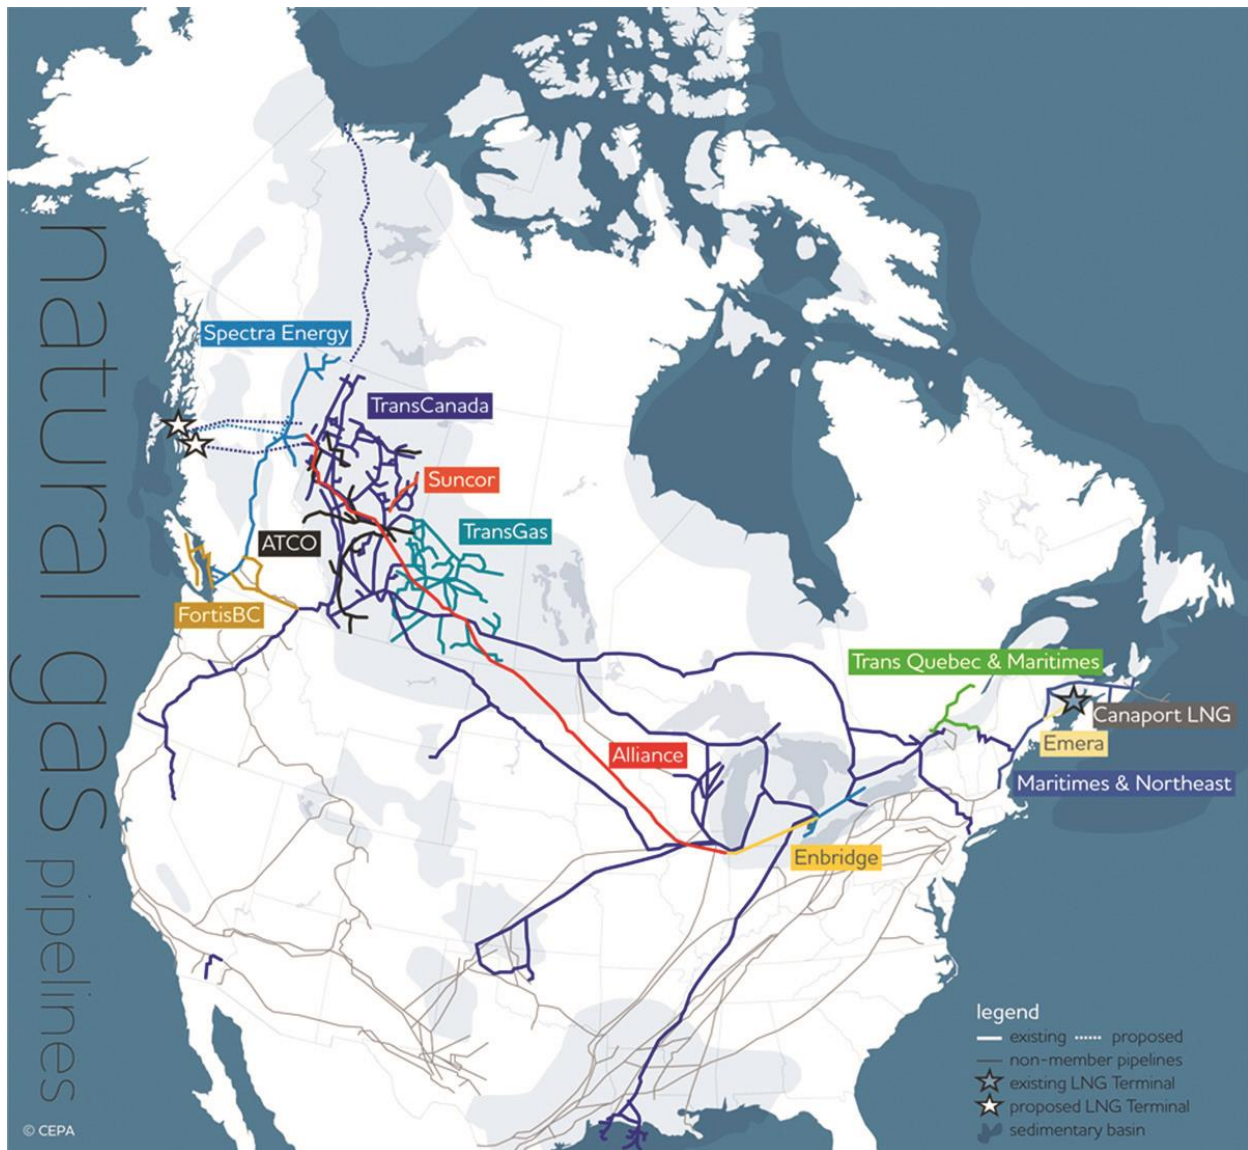 natural gas pipelines
Spectra Energy
TransCanada
Suncor
TransGas
ATCO
FortisBC
Trans Quebec & Maritimes
Canaport LNG
Emera
Alliance
Maritimes & Northeast
Enbridge
legend
existing proposed
non-member pipelines
existing LNG Terminal
proposed LNG Terminal
sedimentary basin
© CEPA